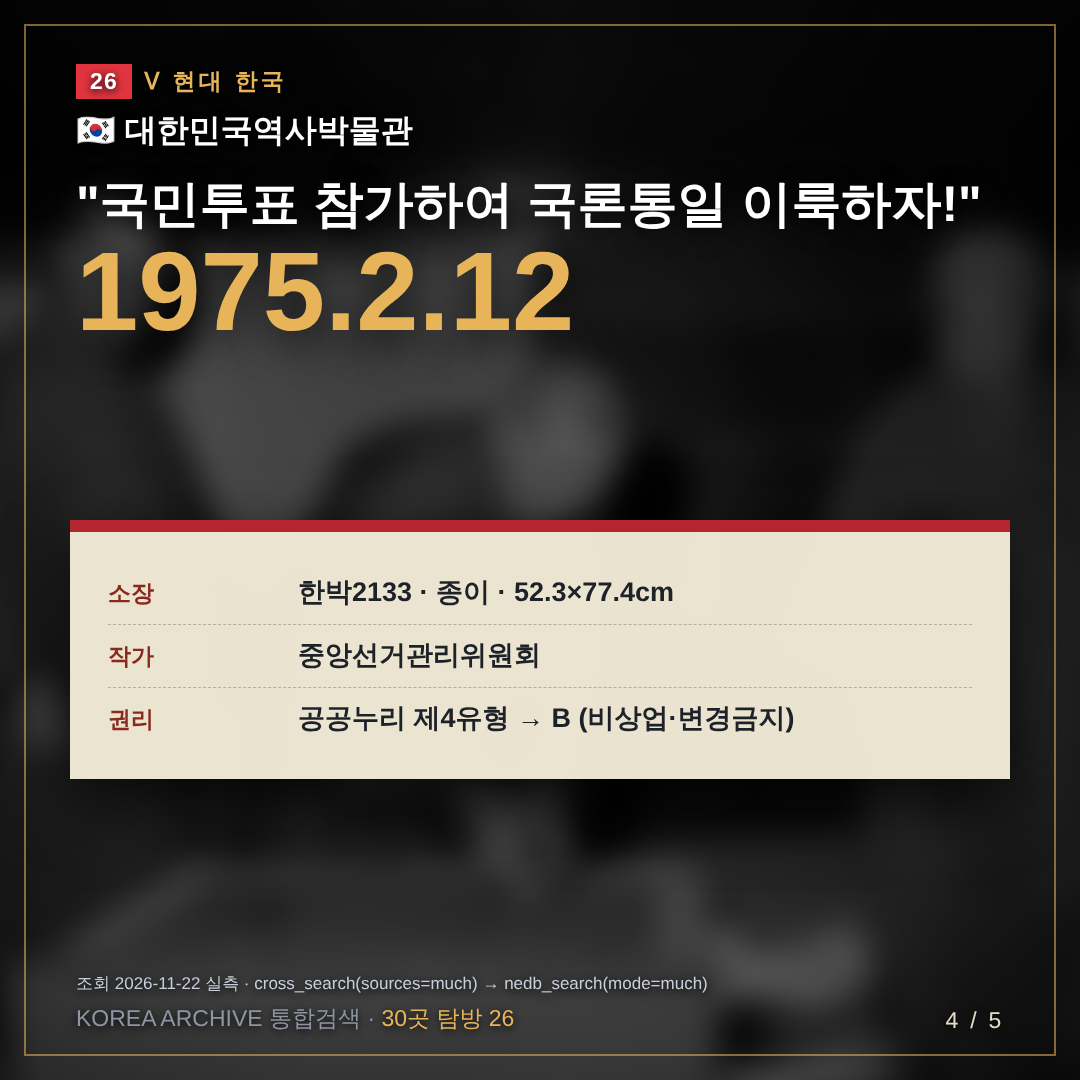 26 V 현대 한국
🇰🇷 대한민국역사박물관
"국민투표 참가하여 국론통일 이룩하자!"
1975.2.12
소장 한박2133 · 종이 · 52.3×77.4cm
작가 중앙선거관리위원회
권리 공공누리 제4유형 → B (비상업·변경금지)
조회 2026-11-22 실측 · cross_search(sources=much) → nedb_search(mode=much)
KOREA ARCHIVE 통합검색 · 30곳 탐방 26
4 / 5